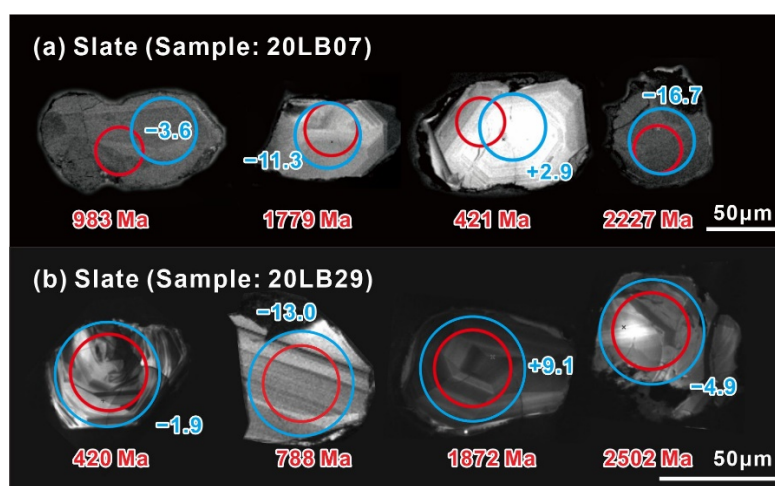 (a) Slate (Sample: 20LB07)
−3.6
−11.3
+2.9
−16.7
983 Ma
1779 Ma
421 Ma
2227 Ma
50μm
(b) Slate (Sample: 20LB29)
−1.9
−13.0
+9.1
−4.9
420 Ma
788 Ma
1872 Ma
2502 Ma
50μm